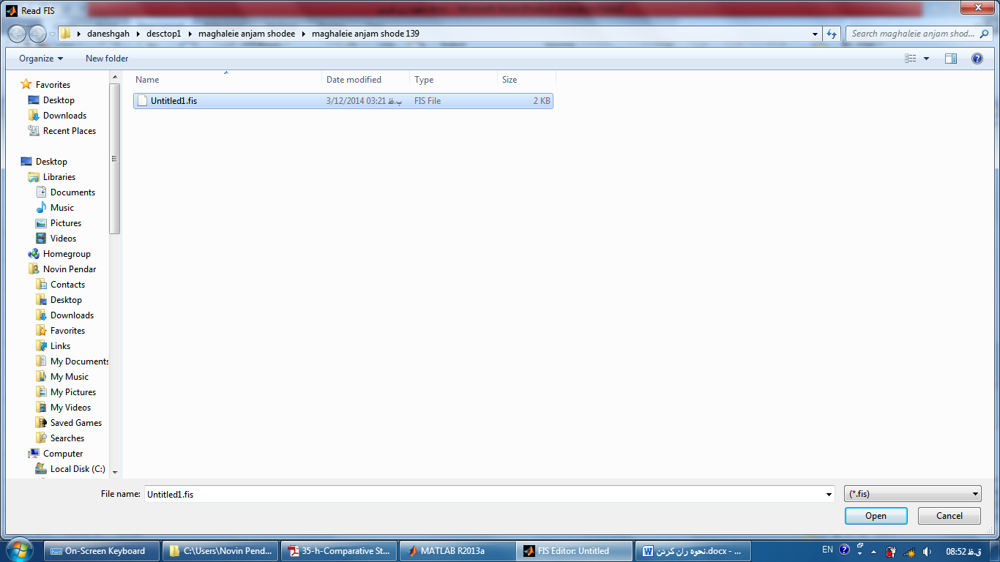 Read FIS
daneshgah desctop1 maghaleie anjam shodee maghaleie anjam shode 139
Search maghaleie anjam shod...
Organize New folder
Name Date modified Type Size
Untitled1.fis 3/12/2014 03:21 ب.ظ FIS File 2 KB
Favorites
Desktop
Downloads
Recent Places
Desktop
Libraries
Documents
Music
Pictures
Videos
Homegroup
Novin Pendar
Contacts
Desktop
Downloads
Favorites
Links
My Documents
My Music
My Pictures
My Videos
Saved Games
Searches
Computer
Local Disk (C:)
File name: Untitled1.fis (*.fis)
Open Cancel
On-Screen Keyboard C:\Users\Novin Pend... 35-h-Comparative St... MATLAB R2013a FIS Editor: Untitled نحوه ران کردن.docx - ... EN 08:52 ق.ظ